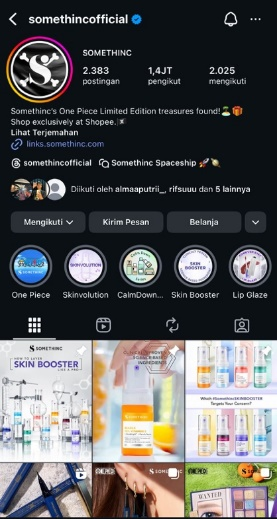 somethincofficial
SOMETHINC
2.383 1,4JT 2.025
postingan pengikut mengikuti
Somethinc's One Piece Limited Edition treasures found!
Shop exclusively at Shopee.
Lihat Terjemahan
links.somethinc.com
somethincofficial Somethinc Spaceship
Diikuti oleh almaaputrii_, rifsuuu dan 5 lainnya
Mengikuti Kirim Pesan Belanja
One Piece Skinvolution CalmDown... Skin Booster Lip Glaze
SOMETHINC
HOW TO LAYER
SKIN BOOSTER
LIKE A PRO!
Which #somethincSKINBOOSTER
Targets Your Concern?
WANTED